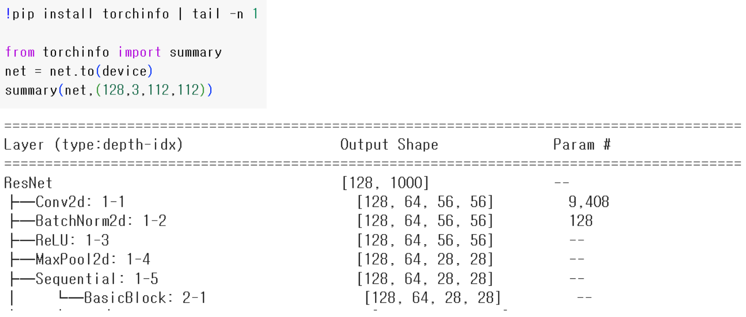 !pip install torchinfo | tail -n 1
from torchinfo import summary
net = net.to(device)
summary(net,(128,3,112,112))
==========================================================================================
Layer (type:depth-idx) Output Shape Param #
==========================================================================================
ResNet [128, 1000] --
├─Conv2d: 1-1 [128, 64, 56, 56] 9,408
├─BatchNorm2d: 1-2 [128, 64, 56, 56] 128
├─ReLU: 1-3 [128, 64, 56, 56] --
├─MaxPool2d: 1-4 [128, 64, 28, 28] --
├─Sequential: 1-5 [128, 64, 28, 28] --
│ └─BasicBlock: 2-1 [128, 64, 28, 28] --